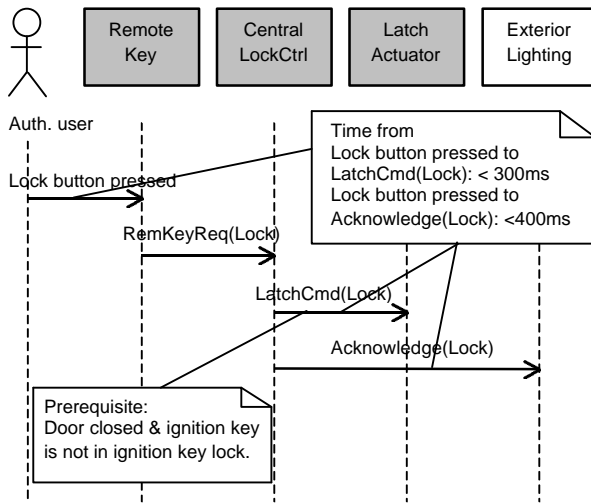 Remote
Key
Central
LockCtrl
Latch
Actuator
Exterior
Lighting
Auth. user
Time from
Lock button pressed to
LatchCmd(Lock): < 300ms
Lock button pressed to
Acknowledge(Lock): <400ms
Lock button pressed
RemKeyReq(Lock)
LatchCmd(Lock)
Acknowledge(Lock)
Prerequisite:
Door closed & ignition key
is not in ignition key lock.